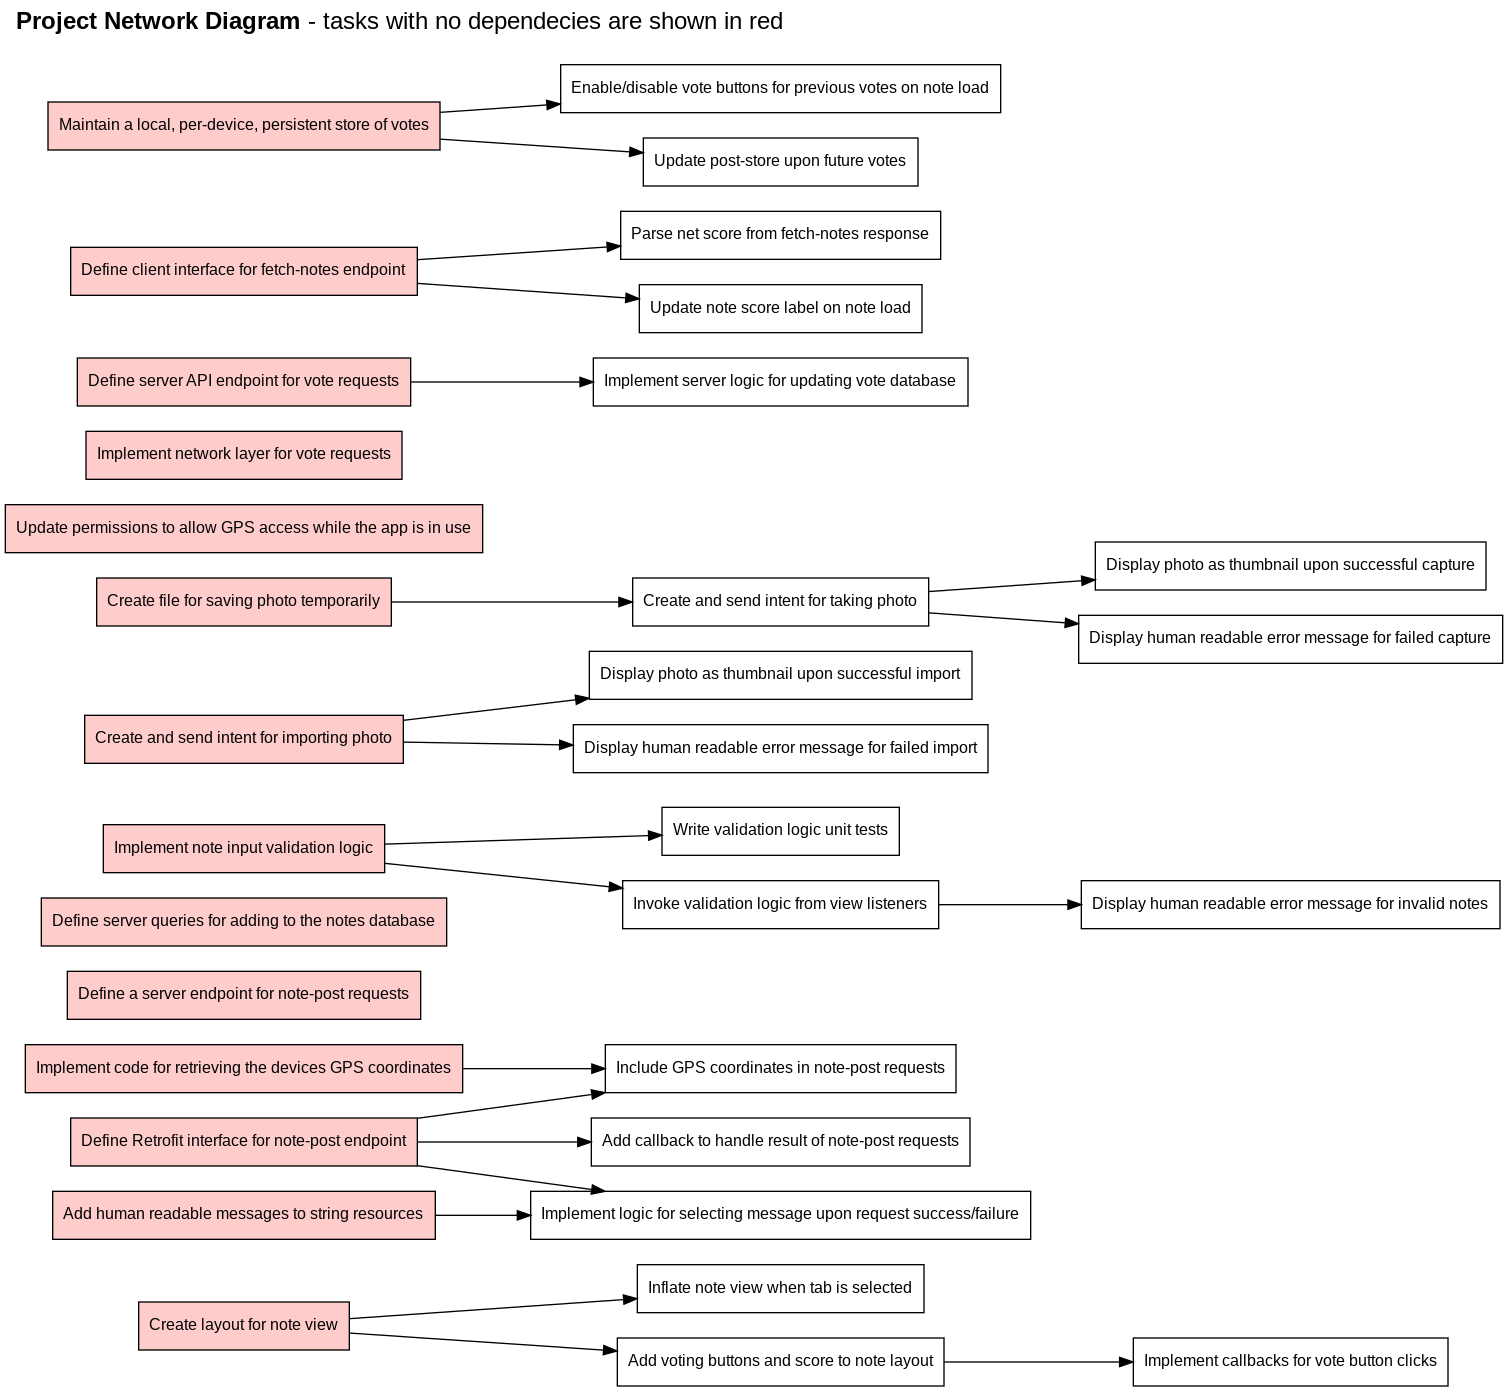 Project Network Diagram - tasks with no dependecies are shown in red
Enable/disable vote buttons for previous votes on note load
Maintain a local, per-device, persistent store of votes
Update post-store upon future votes
Parse net score from fetch-notes response
Define client interface for fetch-notes endpoint
Update note score label on note load
Define server API endpoint for vote requests
Implement server logic for updating vote database
Implement network layer for vote requests
Update permissions to allow GPS access while the app is in use
Display photo as thumbnail upon successful capture
Create file for saving photo temporarily
Create and send intent for taking photo
Display human readable error message for failed capture
Display photo as thumbnail upon successful import
Create and send intent for importing photo
Display human readable error message for failed import
Write validation logic unit tests
Implement note input validation logic
Invoke validation logic from view listeners
Display human readable error message for invalid notes
Define server queries for adding to the notes database
Define a server endpoint for note-post requests
Implement code for retrieving the devices GPS coordinates
Include GPS coordinates in note-post requests
Define Retrofit interface for note-post endpoint
Add callback to handle result of note-post requests
Add human readable messages to string resources
Implement logic for selecting message upon request success/failure
Inflate note view when tab is selected
Create layout for note view
Add voting buttons and score to note layout
Implement callbacks for vote button clicks